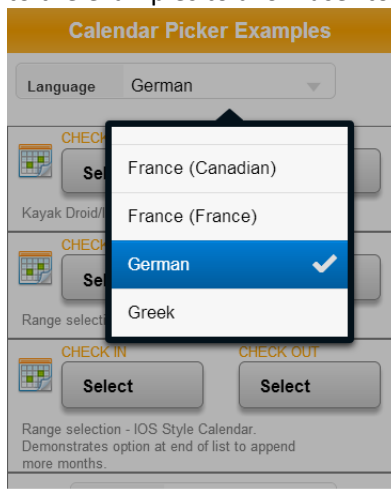 Calendar Picker Examples
Language German
CHECK
Sel
France (Canadian)
Kayak Droid/I
France (France)
CHECK
German
Sel
Greek
Range selecti
CHECK IN CHECK OUT
Select Select
Range selection - IOS Style Calendar.
Demonstrates option at end of list to append
more months.